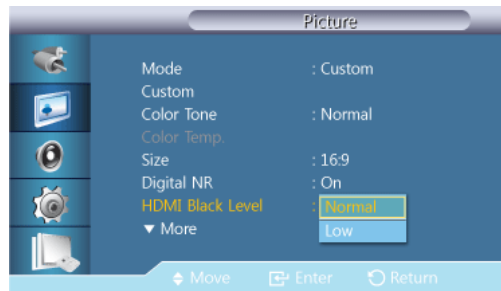 Picture
Mode : Custom
Custom
Color Tone : Normal
Color Temp.
Size : 16:9
Digital NR : On
HDMI Black Level : Normal
Low
▼ More
Move Enter Return